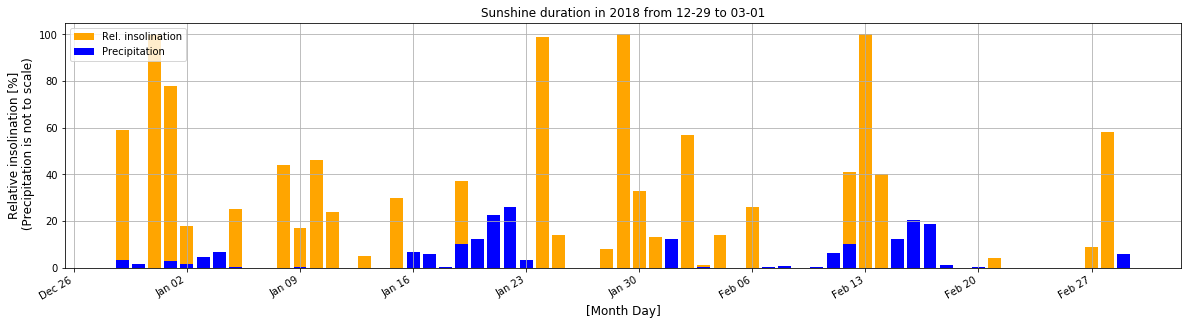 Sunshine duration in 2018 from 12-29 to 03-01
Relative insolination [%]
(Precipitation is not to scale)
100
80
60
40
20
0
Rel. insolination
Precipitation
Dec 26
Jan 02
Jan 09
Jan 16
Jan 23
Jan 30
Feb 06
Feb 13
Feb 20
Feb 27
[Month Day]